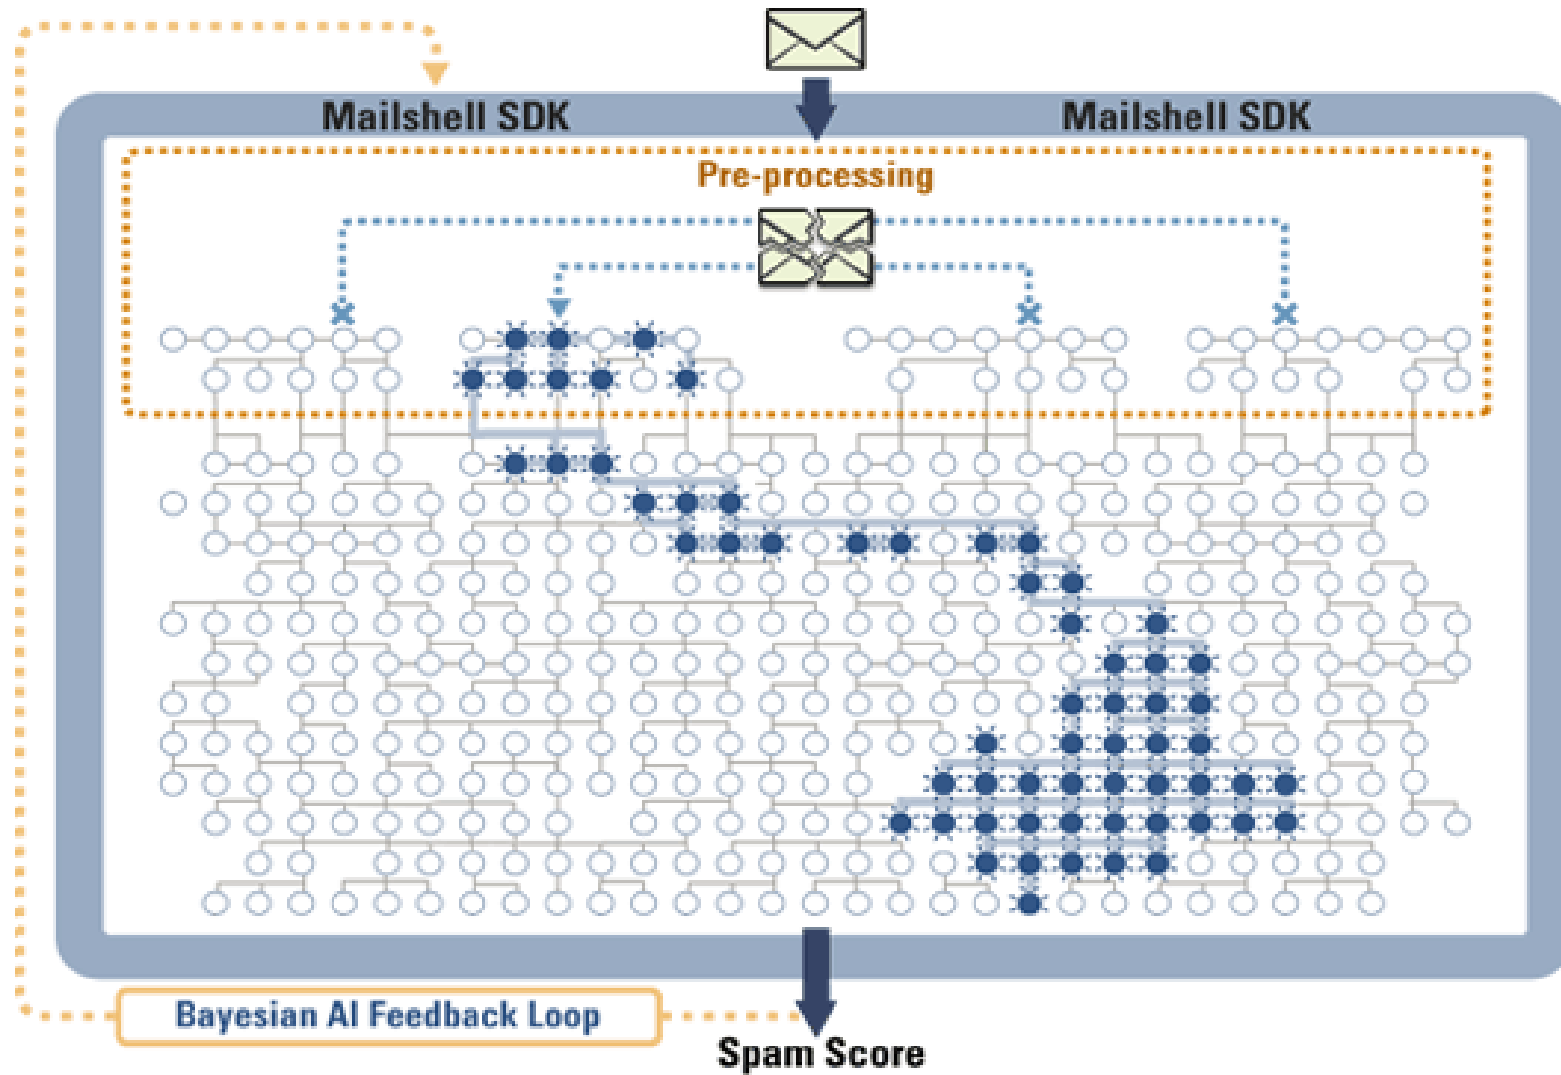 Mailshell SDK
Mailshell SDK
Pre-processing
Bayesian AI Feedback Loop
Spam Score